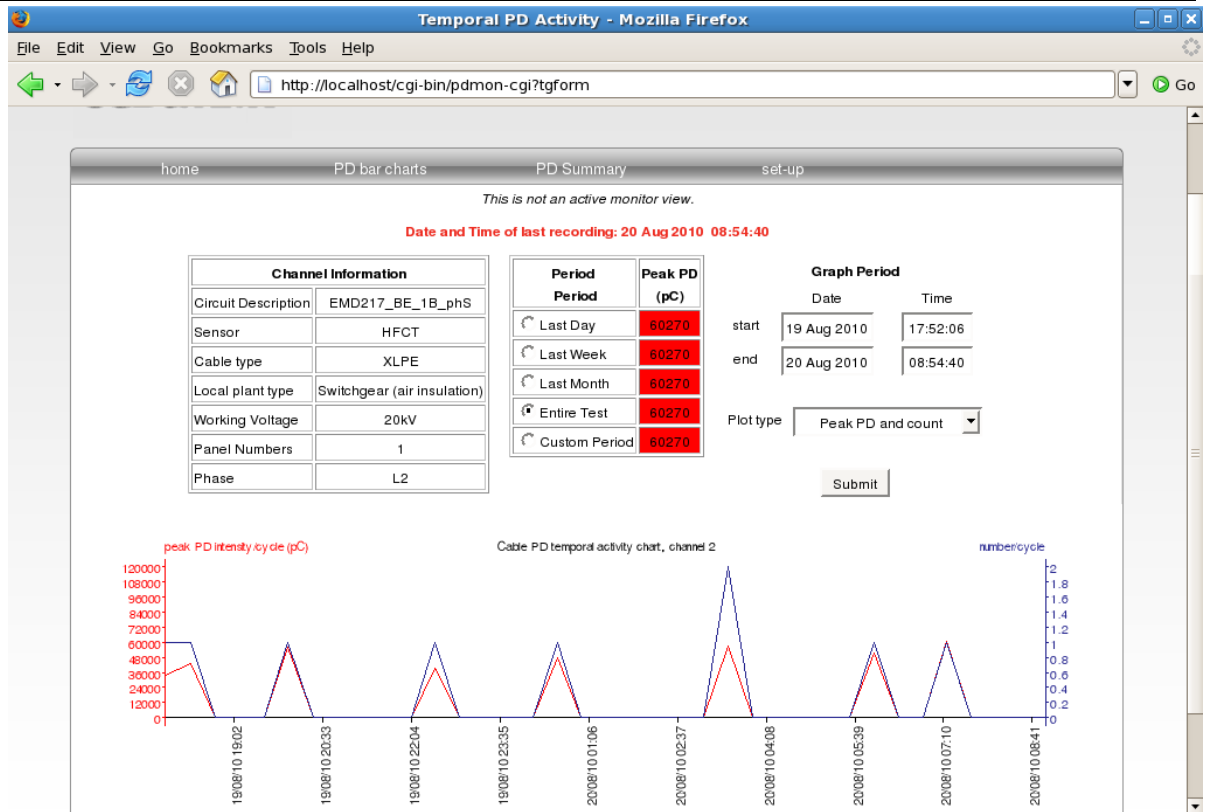 Temporal PD Activity - Mozilla Firefox
File Edit View Go Bookmarks Tools Help
http://localhost/cgi-bin/pdmon-cgi?tgform Go
home PD bar charts PD Summary set-up
This is not an active monitor view.
Date and Time of last recording: 20 Aug 2010 08:54:40
Channel Information
Circuit Description EMD217_BE_1B_phS
Sensor HFCT
Cable type XLPE
Local plant type Switchgear (air insulation)
Working Voltage 20kV
Panel Numbers 1
Phase L2
Period Peak PD
Period (pC)
Last Day 60270
Last Week 60270
Last Month 60270
Entire Test 60270
Custom Period 60270
Graph Period
Date Time
start 19 Aug 2010 17:52:06
end 20 Aug 2010 08:54:40
Plot type Peak PD and count
Submit
peak PD intensity/cycle (pC) Cable PD temporal activity chart, channel 2 number/cycle
120000 2
108000 1.8
96000 1.6
84000 1.4
72000 1.2
60000 1
48000 0.8
36000 0.6
24000 0.4
12000 0.2
0 0
19/08/10 19:02
19/08/10 20:33
19/08/10 22:04
19/08/10 23:35
20/08/10 01:06
20/08/10 02:37
20/08/10 04:08
20/08/10 05:39
20/08/10 07:10
20/08/10 08:41